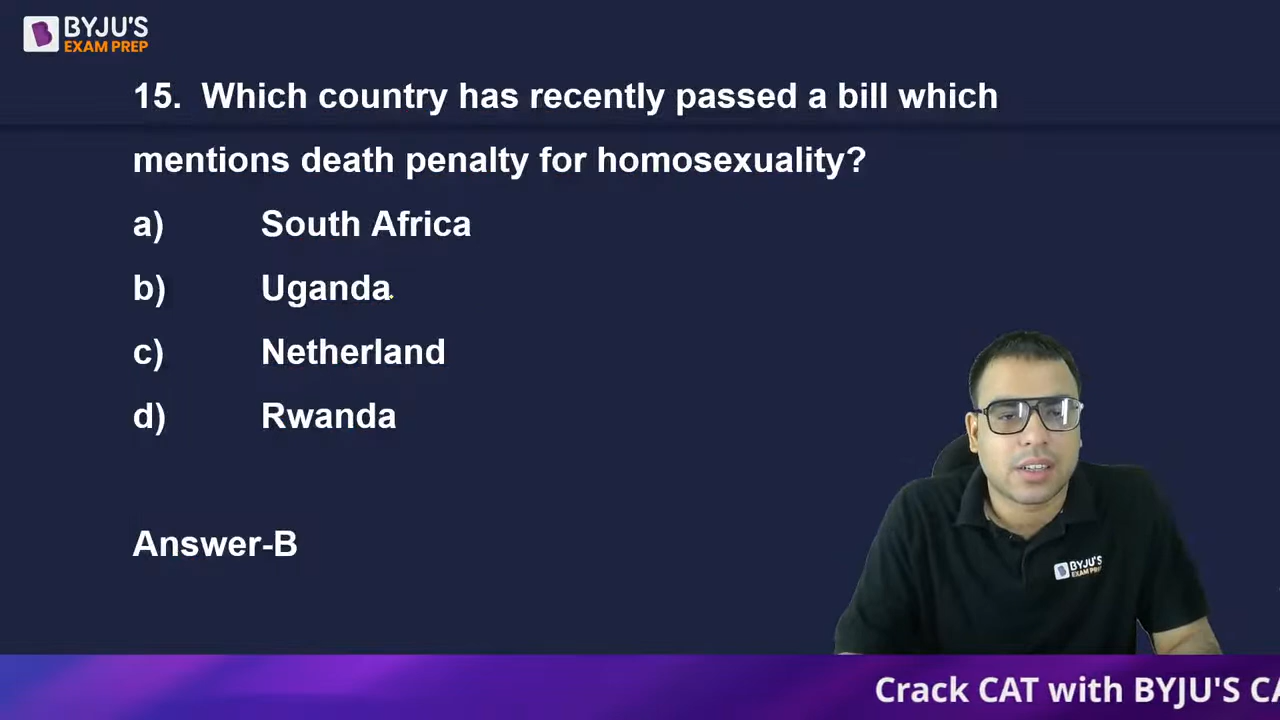 BYJU'S
EXAM PREP
15. Which country has recently passed a bill which
mentions death penalty for homosexuality?
a) South Africa
b) Uganda
c) Netherland
d) Rwanda
Answer-B
BYJU'S
EXAM PREP
Crack CAT with BYJU'S CA